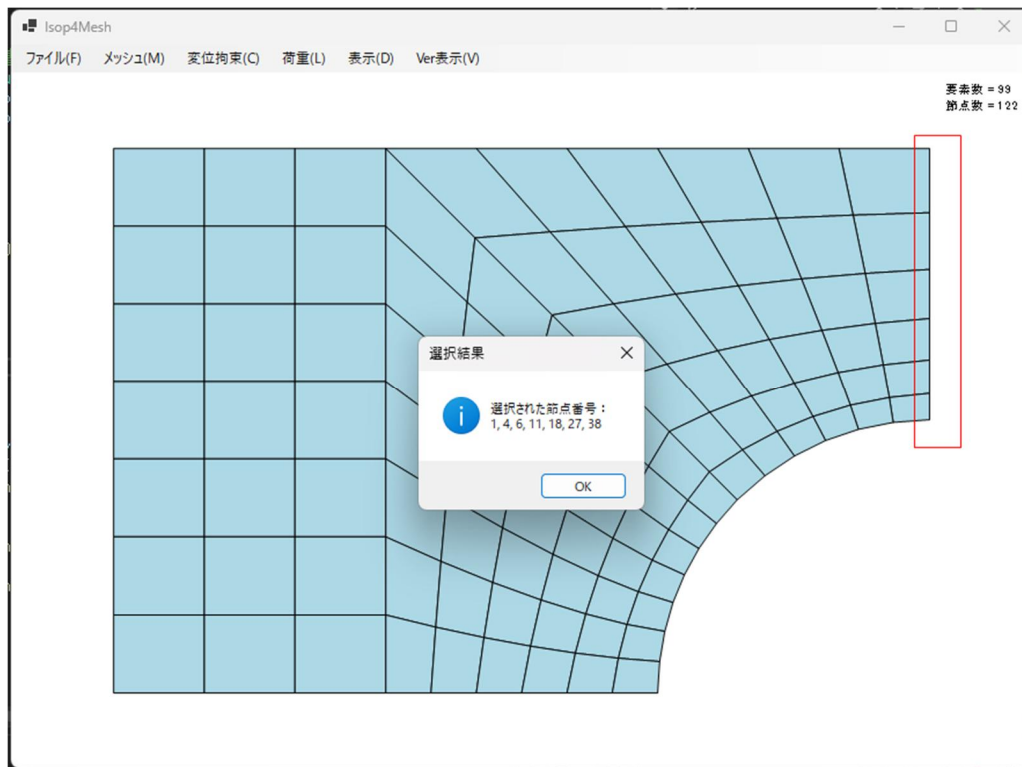 Isop4Mesh
ファイル(F) メッシュ(M) 変位拘束(C) 荷重(L) 表示(D) Ver表示(V)
要素数 = 99
節点数 = 122
選択結果
選択された節点番号：
1, 4, 6, 11, 18, 27, 38
OK